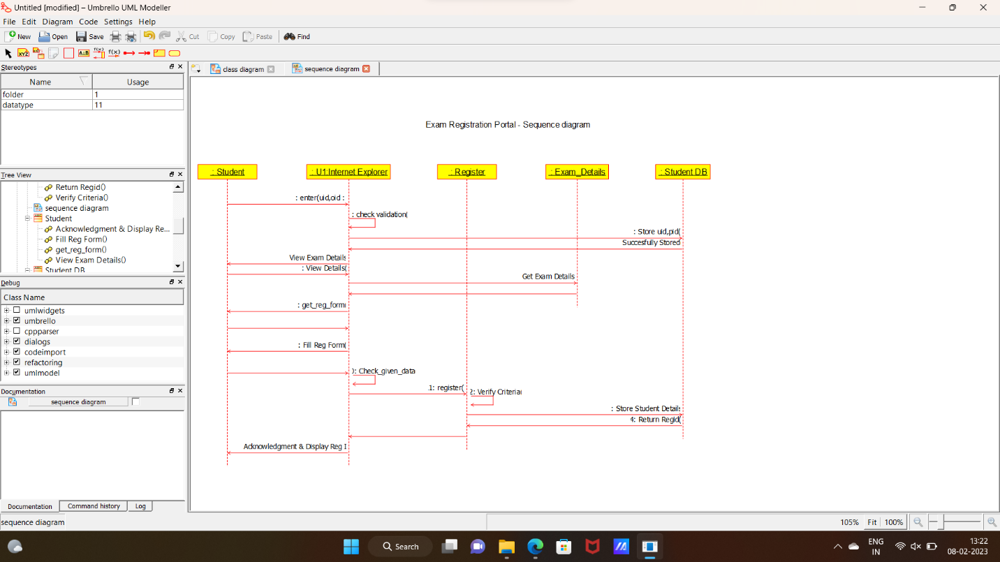 Untitled [modified] – Umbrello UML Modeller
File Edit Diagram Code Settings Help
New Open Save Cut Copy Paste Find
XYZ A↓B f(x) f(x)
Stereotypes
Name Usage
folder 1
datatype 11
Tree View
Return Regid()
Verify Criteria()
sequence diagram
Student
Acknowledgment & Display Re...
Fill Reg Form()
get_reg_form()
View Exam Details()
Student DB
Debug
Class Name
umlwidgets
umbrello
cppparser
dialogs
codeimport
refactoring
umlmodel
Documentation
sequence diagram
Documentation Command history Log
class diagram sequence diagram
Exam Registration Portal - Sequence diagram
: Student : U1:Internet Explorer : Register : Exam_Details : Student DB
: enter(uid,oid :
: check validation(
: Store uid,pid(
Succesfully Stored
View Exam Details
: View Details(
Get Exam Details
: get_reg_form(
: Fill Reg Form(
: Check_given_data
1: register(
2: Verify Criteria(
: Store Student Details
4: Return Regid(
Acknowledgment & Display Reg I
sequence diagram 105% Fit 100%
Search
ENG
IN
13:22
08-02-2023